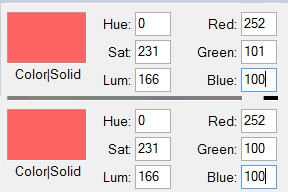 Hue: 0 Red: 252
Sat: 231 Green: 101
Color|Solid Lum: 166 Blue: 100
Hue: 0 Red: 252
Sat: 231 Green: 100
Color|Solid Lum: 166 Blue: 100